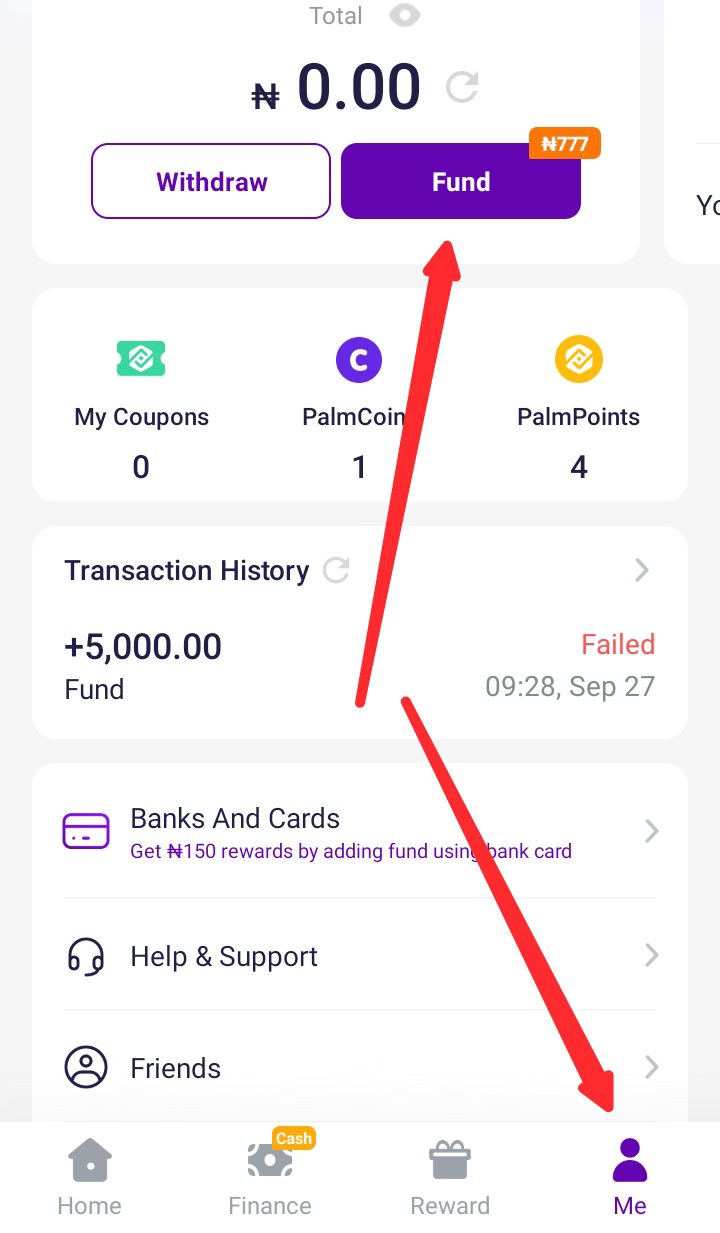 Total
₦ 0.00
₦777
Withdraw
Fund
Yo
C
My Coupons
PalmCoin
PalmPoints
0
1
4
Transaction History
+5,000.00
Failed
Fund
09:28, Sep 27
Banks And Cards
Get ₦150 rewards by adding fund using bank card
Help & Support
Friends
Cash
Home
Finance
Reward
Me